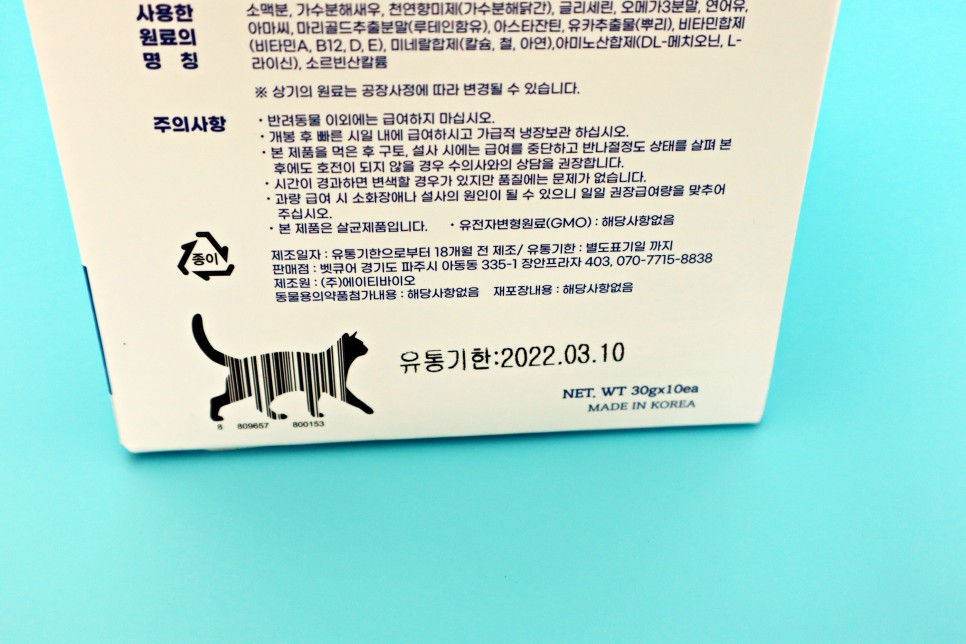 사용한
원료의
명 칭
소맥분, 가수분해새우, 천연향미제(가수분해닭간), 글리세린, 오메가3분말, 연어유,
아마씨, 마리골드추출분말(루테인함유), 아스타잔틴, 유카추출물(뿌리), 비타민합제
(비타민A, B12, D, E), 미네랄합제(칼슘, 철, 아연),아미노산합제(DL-메치오닌, L-
라이신), 소르빈산칼륨
※ 상기의 원료는 공장사정에 따라 변경될 수 있습니다.
주의사항
· 반려동물 이외에는 급여하지 마십시오.
· 개봉 후 빠른 시일 내에 급여하시고 가급적 냉장보관 하십시오.
· 본 제품을 먹은 후 구토, 설사 시에는 급여를 중단하고 반나절정도 상태를 살펴 본
후에도 호전이 되지 않을 경우 수의사와의 상담을 권장합니다.
· 시간이 경과하면 변색할 경우가 있지만 품질에는 문제가 없습니다.
· 과량 급여 시 소화장애나 설사의 원인이 될 수 있으니 일일 권장급여량을 맞추어
주십시오.
· 본 제품은 살균제품입니다. · 유전자변형원료(GMO) : 해당사항없음
종이
제조일자 : 유통기한으로부터 18개월 전 제조/ 유통기한 : 별도표기일 까지
판매점 : 벳큐어 경기도 파주시 아동동 335-1 장안프라자 403, 070-7715-8838
제조원 : (주)에이티바이오
동물용의약품첨가내용 : 해당사항없음 재포장내용 : 해당사항없음
유통기한:2022.03.10
NET. WT 30gx10ea
MADE IN KOREA
8 809657 800153